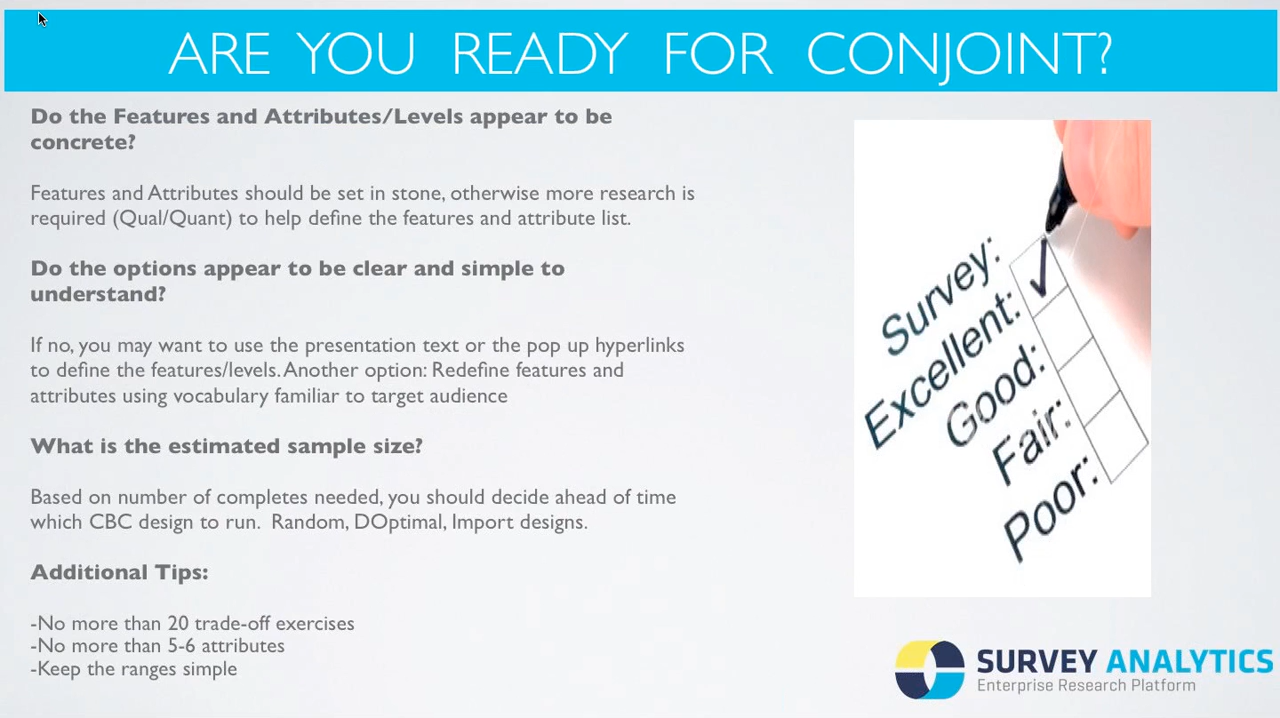 ARE YOU READY FOR CONJOINT?
Do the Features and Attributes/Levels appear to be
concrete?
Features and Attributes should be set in stone, otherwise more research is
required (Qual/Quant) to help define the features and attribute list.
Do the options appear to be clear and simple to
understand?
If no, you may want to use the presentation text or the pop up hyperlinks
to define the features/levels. Another option: Redefine features and
attributes using vocabulary familiar to target audience
What is the estimated sample size?
Based on number of completes needed, you should decide ahead of time
which CBC design to run. Random, DOptimal, Import designs.
Additional Tips:
-No more than 20 trade-off exercises
-No more than 5-6 attributes
-Keep the ranges simple
Survey:
Excellent:
Good:
Fair:
Poor:
SURVEY ANALYTICS
Enterprise Research Platform